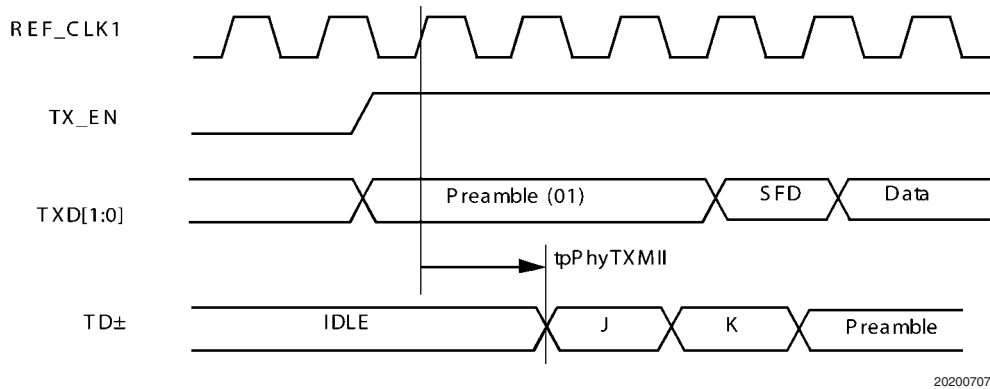 REF_CLK1
TX_EN
TXD[1:0]
Preamble (01)
SFD
Data
tpPhyTXMII
TD±
IDLE
J
K
Preamble
20200707